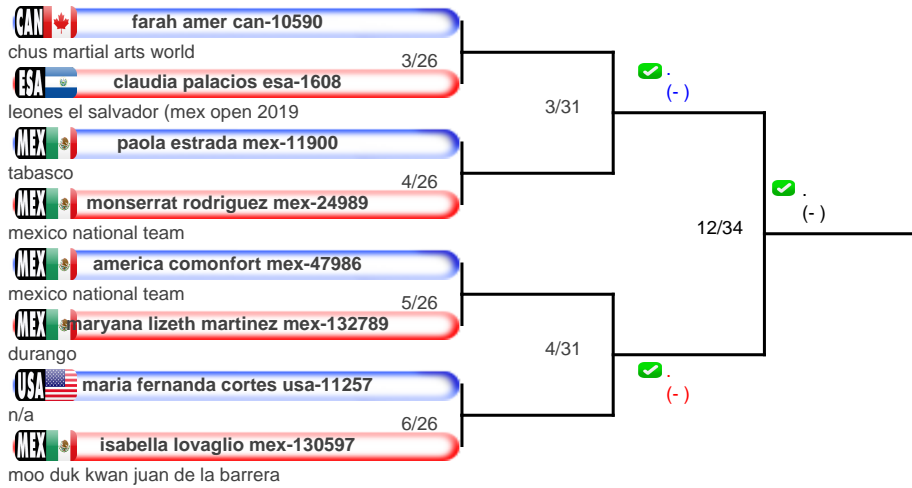 CAN farah amer can-10590
chus martial arts world
3/26
ESA claudia palacios esa-1608
leones el salvador (mex open 2019
MEX paola estrada mex-11900
tabasco
4/26
MEX monserrat rodriguez mex-24989
mexico national team
MEX america comonfort mex-47986
mexico national team
5/26
MEX maryana lizeth martinez mex-132789
durango
USA maria fernanda cortes usa-11257
n/a
6/26
MEX isabella lovaglio mex-130597
moo duk kwan juan de la barrera
.
(- )
3/31
4/31
.
(- )
.
(- )
12/34